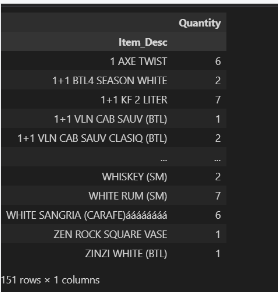 Quantity
Item_Desc
1 AXE TWIST 6
1+1 BTL4 SEASON WHITE 2
1+1 KF 2 LITER 7
1+1 VLN CAB SAUV (BTL) 1
1+1 VLN CAB SAUV CLASIQ (BTL) 2
... ...
WHISKEY (SM) 2
WHITE RUM (SM) 7
WHITE SANGRIA (CARAFE)áááááááá 6
ZEN ROCK SQUARE VASE 1
ZINZI WHITE (BTL) 1
151 rows × 1 columns